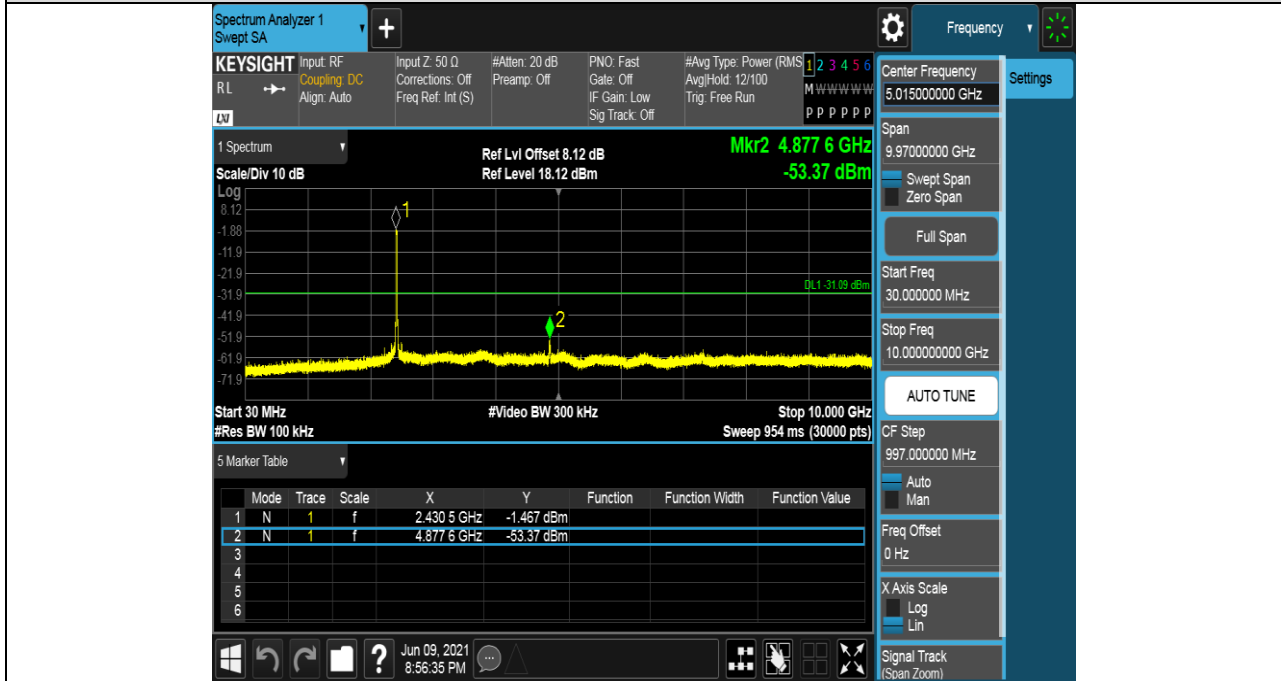 Spectrum Analyzer 1
Swept SA
+
Frequency
KEYSIGHT
RL
LXI
Input: RF
Coupling: DC
Align: Auto
Input Z: 50 Ω
Corrections: Off
Freq Ref: Int (S)
#Atten: 20 dB
Preamp: Off
PNO: Fast
Gate: Off
IF Gain: Low
Sig Track: Off
#Avg Type: Power (RMS
Avg|Hold: 12/100
Trig: Free Run
1 2 3 4 5 6
M W W W W W
P P P P P P
1 Spectrum
Scale/Div 10 dB
Ref Lvl Offset 8.12 dB
Ref Level 18.12 dBm
Mkr2 4.877 6 GHz
-53.37 dBm
Log
8.12
-1.88
-11.9
-21.9
-31.9
-41.9
-51.9
-61.9
-71.9
1
2
DL1 -31.09 dBm
Start 30 MHz
#Res BW 100 kHz
#Video BW 300 kHz
Stop 10.000 GHz
Sweep 954 ms (30000 pts)
5 Marker Table
Mode Trace Scale X Y Function Function Width Function Value
1 N 1 f 2.430 5 GHz -1.467 dBm
2 N 1 f 4.877 6 GHz -53.37 dBm
3
4
5
6
?
Jun 09, 2021
8:56:35 PM
Center Frequency
5.015000000 GHz
Settings
Span
9.97000000 GHz
Swept Span
Zero Span
Full Span
Start Freq
30.000000 MHz
Stop Freq
10.000000000 GHz
AUTO TUNE
CF Step
997.000000 MHz
Auto
Man
Freq Offset
0 Hz
X Axis Scale
Log
Lin
Signal Track
(Span Zoom)